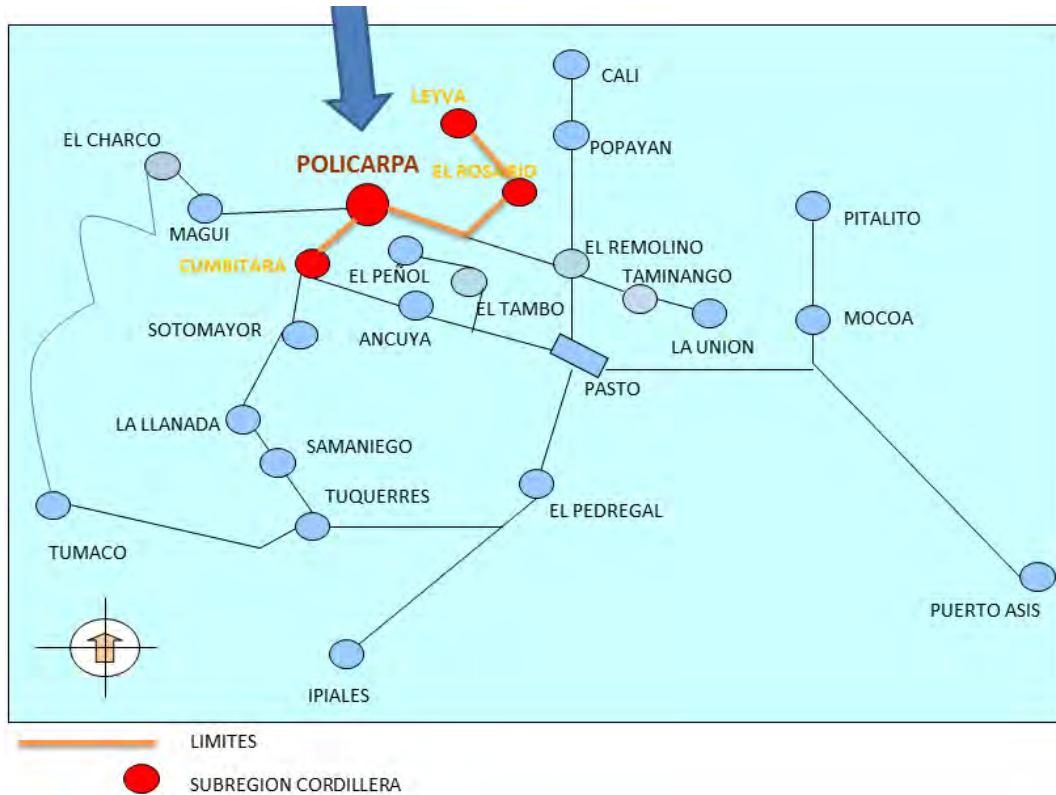 CALI
LEYVA
EL CHARCO
POPAYAN
POLICARPA
EL ROSARIO
PITALITO
MAGUI
EL REMOLINO
CUMBITARA
EL PEÑOL
TAMINANGO
EL TAMBO
SOTOMAYOR
ANCUYA
LA UNION
MOCOA
PASTO
LA LLANADA
SAMANIEGO
TUQUERRES
EL PEDREGAL
TUMACO
PUERTO ASIS
IPIALES
LIMITES
SUBREGION CORDILLERA